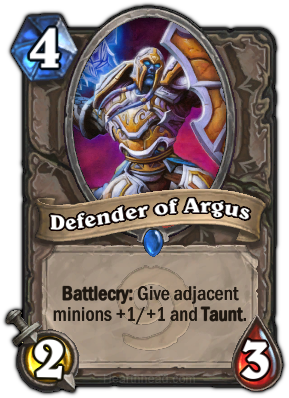 4
Defender of Argus
Battlecry: Give adjacent
minions +1/+1 and Taunt.
2
3